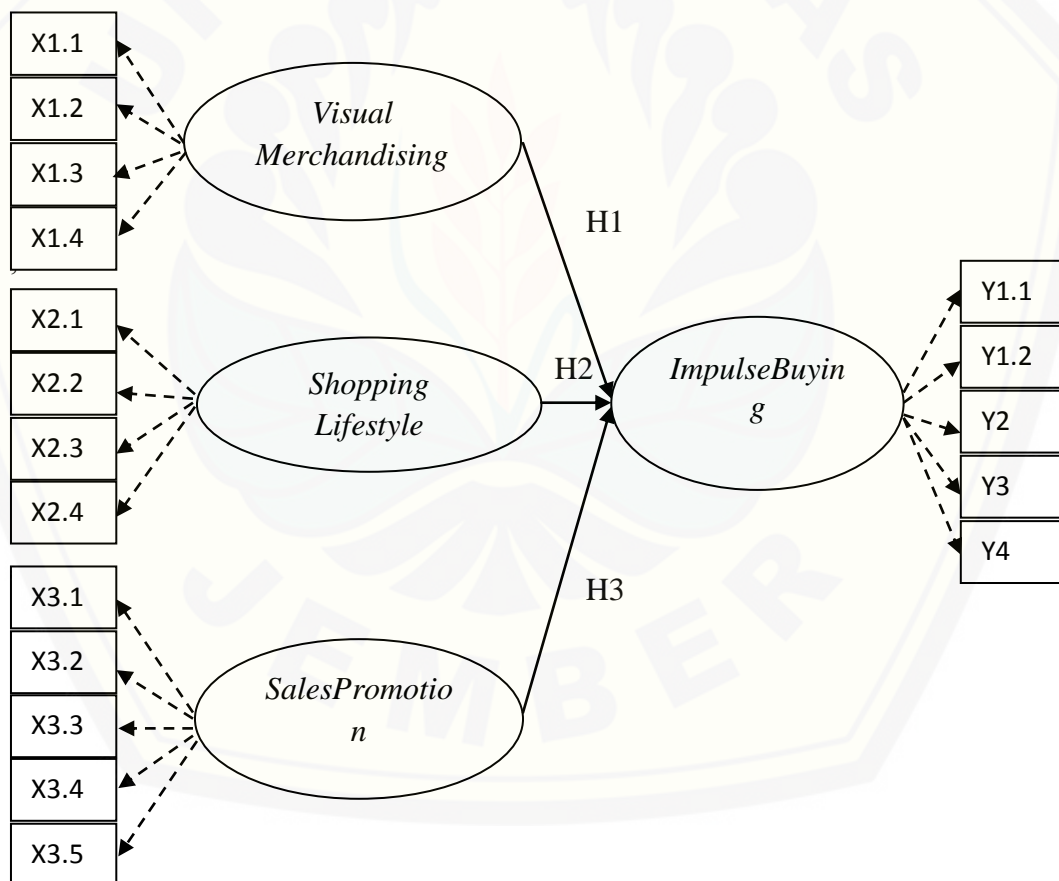 X1.1
X1.2
X1.3
X1.4
Visual
Merchandising
H1
X2.1
X2.2
X2.3
X2.4
Shopping
Lifestyle
H2
ImpulseBuyin
g
Y1.1
Y1.2
Y2
Y3
Y4
X3.1
X3.2
X3.3
X3.4
X3.5
SalesPromotio
n
H3
JEMBER